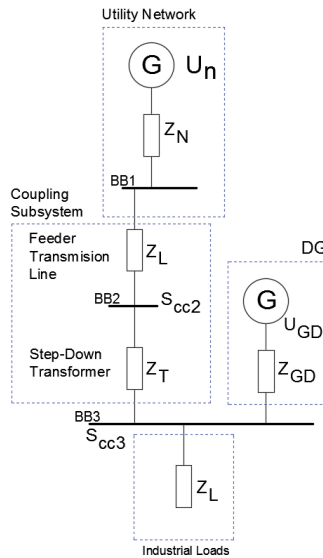 Utility Network
G
Un
ZN
BB1
Coupling
Subsystem
Feeder
Transmision
Line
ZL
BB2
Scc2
Step-Down
Transformer
ZT
DG
G
UGD
ZGD
BB3
Scc3
ZL
Industrial Loads